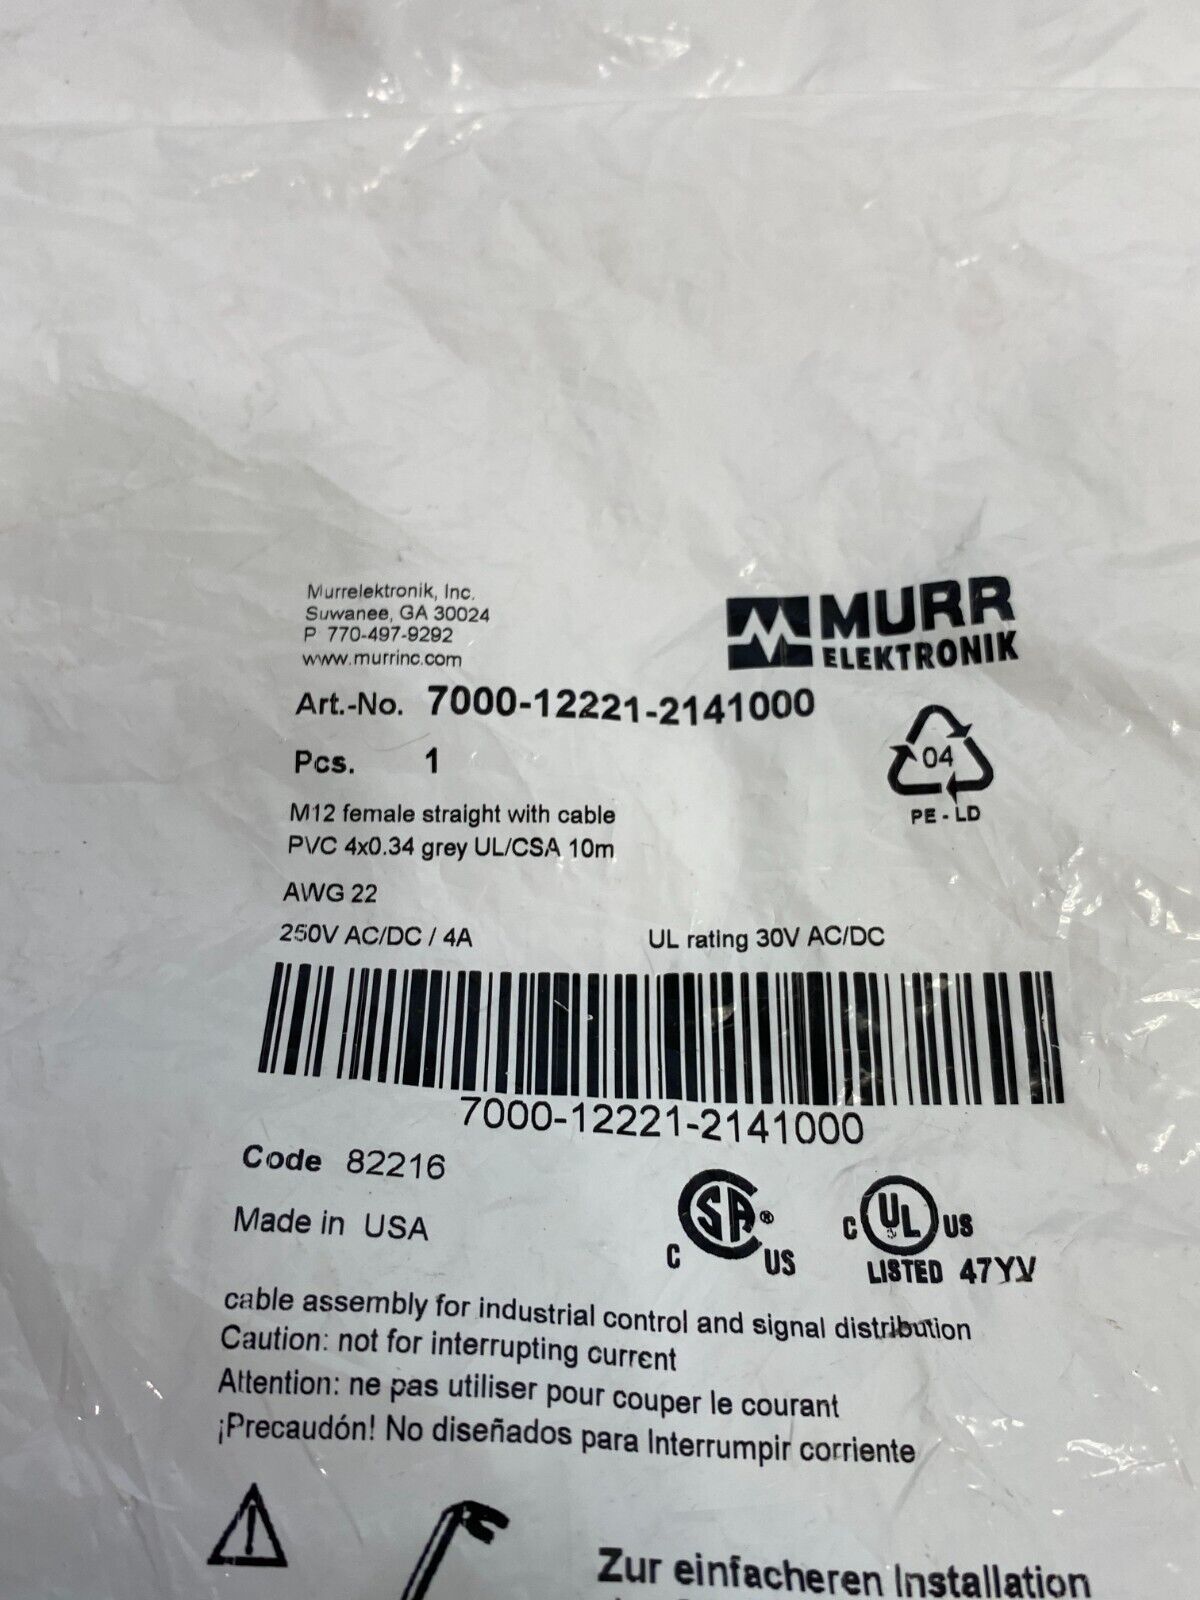 Murrelektronik, Inc.
Suwanee, GA 30024
P 770-497-9292
www.murrinc.com
MURR
ELEKTRONIK
Art.-No. 7000-12221-2141000
Pcs. 1
04
PE-LD
M12 female straight with cable
PVC 4x0.34 grey UL/CSA 10m
AWG 22
250V AC/DC / 4A UL rating 30V AC/DC
7000-12221-2141000
Code 82216
Made in USA
C SA ® US
C UL US
LISTED 47YV
cable assembly for industrial control and signal distribution
Caution: not for interrupting current
Attention: ne pas utiliser pour couper le courant
¡Precaudón! No diseñados para Interrumpir corriente
Zur einfacheren Installation